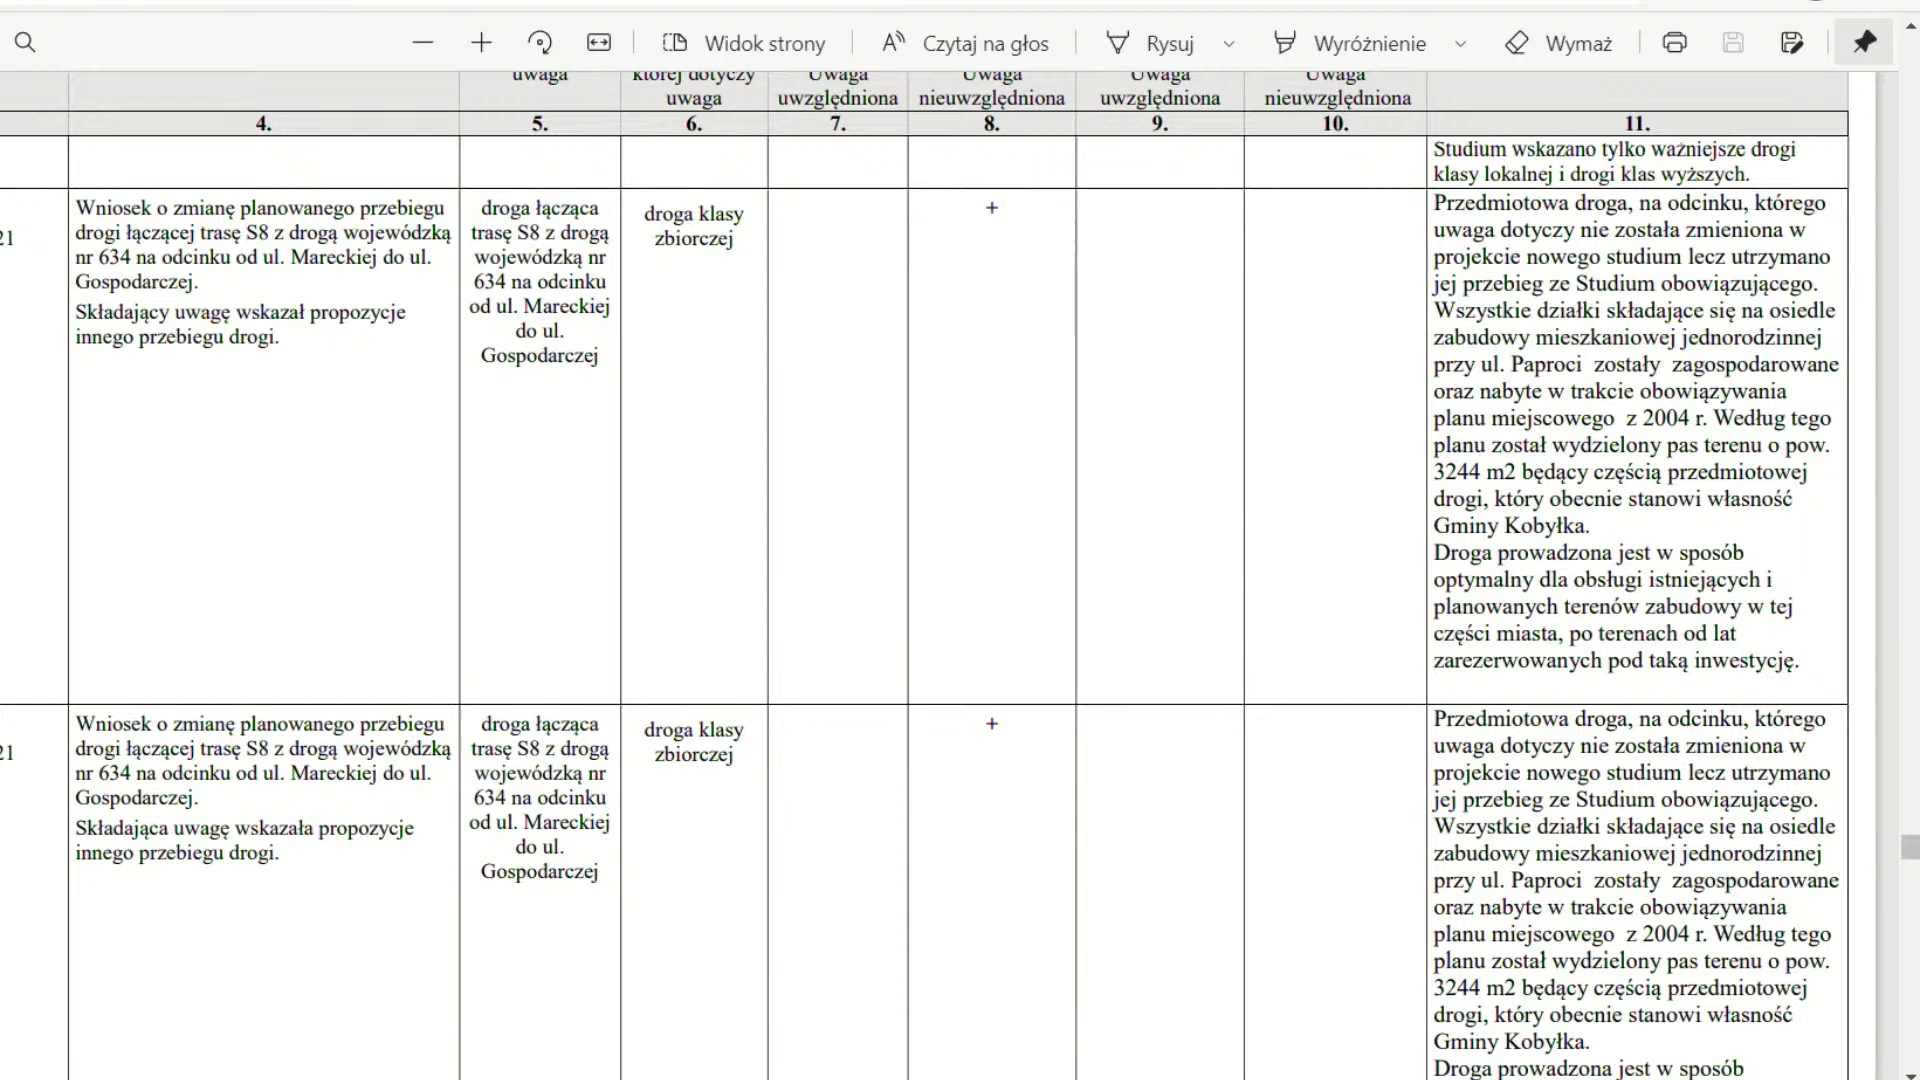 Widok strony
Czytaj na głos
Rysuj
Wyróżnienie
Wymaż
uwaga
której dotyczy
uwaga
Uwaga
uwzględniona
Uwaga
nieuwzględniona
Uwaga
uwzględniona
Uwaga
nieuwzględniona
4.
5.
6.
7.
8.
9.
10.
11.
Studium wskazano tylko ważniejsze drogi
klasy lokalnej i drogi klas wyższych.
21
Wniosek o zmianę planowanego przebiegu
drogi łączącej trasę S8 z drogą wojewódzką
nr 634 na odcinku od ul. Mareckiej do ul.
Gospodarczej.
Składający uwagę wskazał propozycje
innego przebiegu drogi.
droga łącząca
trasę S8 z drogą
wojewódzką nr
634 na odcinku
od ul. Mareckiej
do ul.
Gospodarczej
droga klasy
zbiorczej
+
Przedmiotowa droga, na odcinku, którego
uwaga dotyczy nie została zmieniona w
projekcie nowego studium lecz utrzymano
jej przebieg ze Studium obowiązującego.
Wszystkie działki składające się na osiedle
zabudowy mieszkaniowej jednorodzinnej
przy ul. Paproci zostały zagospodarowane
oraz nabyte w trakcie obowiązywania
planu miejscowego z 2004 r. Według tego
planu został wydzielony pas terenu o pow.
3244 m2 będący częścią przedmiotowej
drogi, który obecnie stanowi własność
Gminy Kobyłka.
Droga prowadzona jest w sposób
optymalny dla obsługi istniejących i
planowanych terenów zabudowy w tej
części miasta, po terenach od lat
zarezerwowanych pod taką inwestycję.
21
Wniosek o zmianę planowanego przebiegu
drogi łączącej trasę S8 z drogą wojewódzką
nr 634 na odcinku od ul. Mareckiej do ul.
Gospodarczej.
Składająca uwagę wskazała propozycje
innego przebiegu drogi.
droga łącząca
trasę S8 z drogą
wojewódzką nr
634 na odcinku
od ul. Mareckiej
do ul.
Gospodarczej
droga klasy
zbiorczej
+
Przedmiotowa droga, na odcinku, którego
uwaga dotyczy nie została zmieniona w
projekcie nowego studium lecz utrzymano
jej przebieg ze Studium obowiązującego.
Wszystkie działki składające się na osiedle
zabudowy mieszkaniowej jednorodzinnej
przy ul. Paproci zostały zagospodarowane
oraz nabyte w trakcie obowiązywania
planu miejscowego z 2004 r. Według tego
planu został wydzielony pas terenu o pow.
3244 m2 będący częścią przedmiotowej
drogi, który obecnie stanowi własność
Gminy Kobyłka.
Droga prowadzona jest w sposób